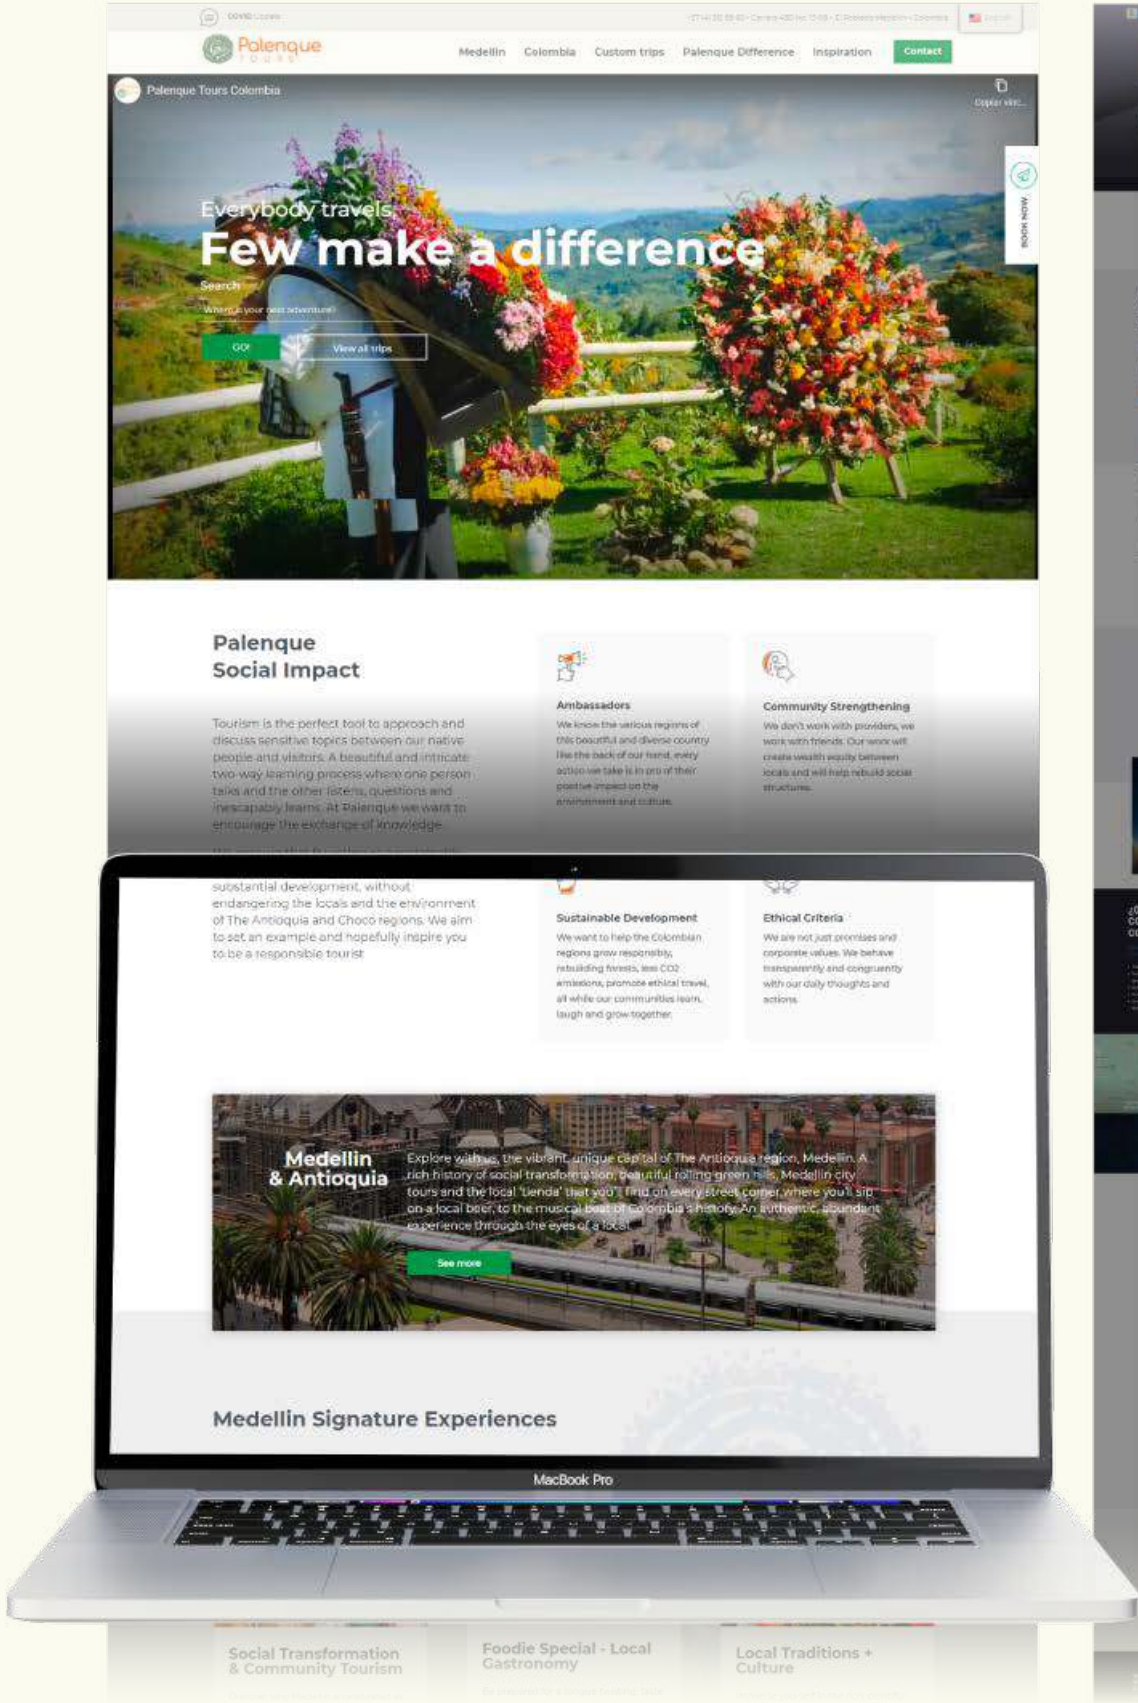 COVID Update
English
Palenque
TOURS
Medellin Colombia Custom trips Palenque Difference Inspiration Contact
Palenque Tours Colombia
Copiar vinc...
BOOK NOW
Everybody travels,
Few make a difference
Search
Where is your next adventure?
GO!
View all trips
Palenque
Social Impact
Tourism is the perfect tool to approach and
discuss sensitive topics between our native
people and visitors. A beautiful and intricate
two-way learning process where one person
talks and the other listens, questions and
inescapably learns. At Palenque we want to
encourage the exchange of knowledge.
substantial development, without
endangering the locals and the environment
of The Antioquia and Choco regions. We aim
to set an example and hopefully inspire you
to be a responsible tourist
Ambassadors
We know the various regions of
this beautiful and diverse country
like the back of our hand, every
action we take is in pro of their
positive impact on the
environment and culture.
Community Strengthening
We don't work with providers, we
work with friends. Our work will
create wealth equity between
locals and will help rebuild social
structures.
Sustainable Development
We want to help the Colombian
regions grow responsibly,
rebuilding forests, less CO2
emissions, promote ethical travel,
all while our communities learn,
laugh and grow together.
Ethical Criteria
We are not just promises and
corporate values. We behave
transparently and congruently
with our daily thoughts and
actions.
Medellin
& Antioquia
Explore with us, the vibrant, unique capital of The Antioquia region, Medellin. A
rich history of social transformation, beautiful rolling green hills, Medellin city
tours and the local 'tienda' that you'll find on every street corner where you'll sip
on a local beer, to the musical beat of Colombia's history. An authentic, abundant
experience through the eyes of a local
See more
Medellin Signature Experiences
MacBook Pro
Social Transformation
& Community Tourism
Foodie Special - Local
Gastronomy
Local Traditions +
Culture